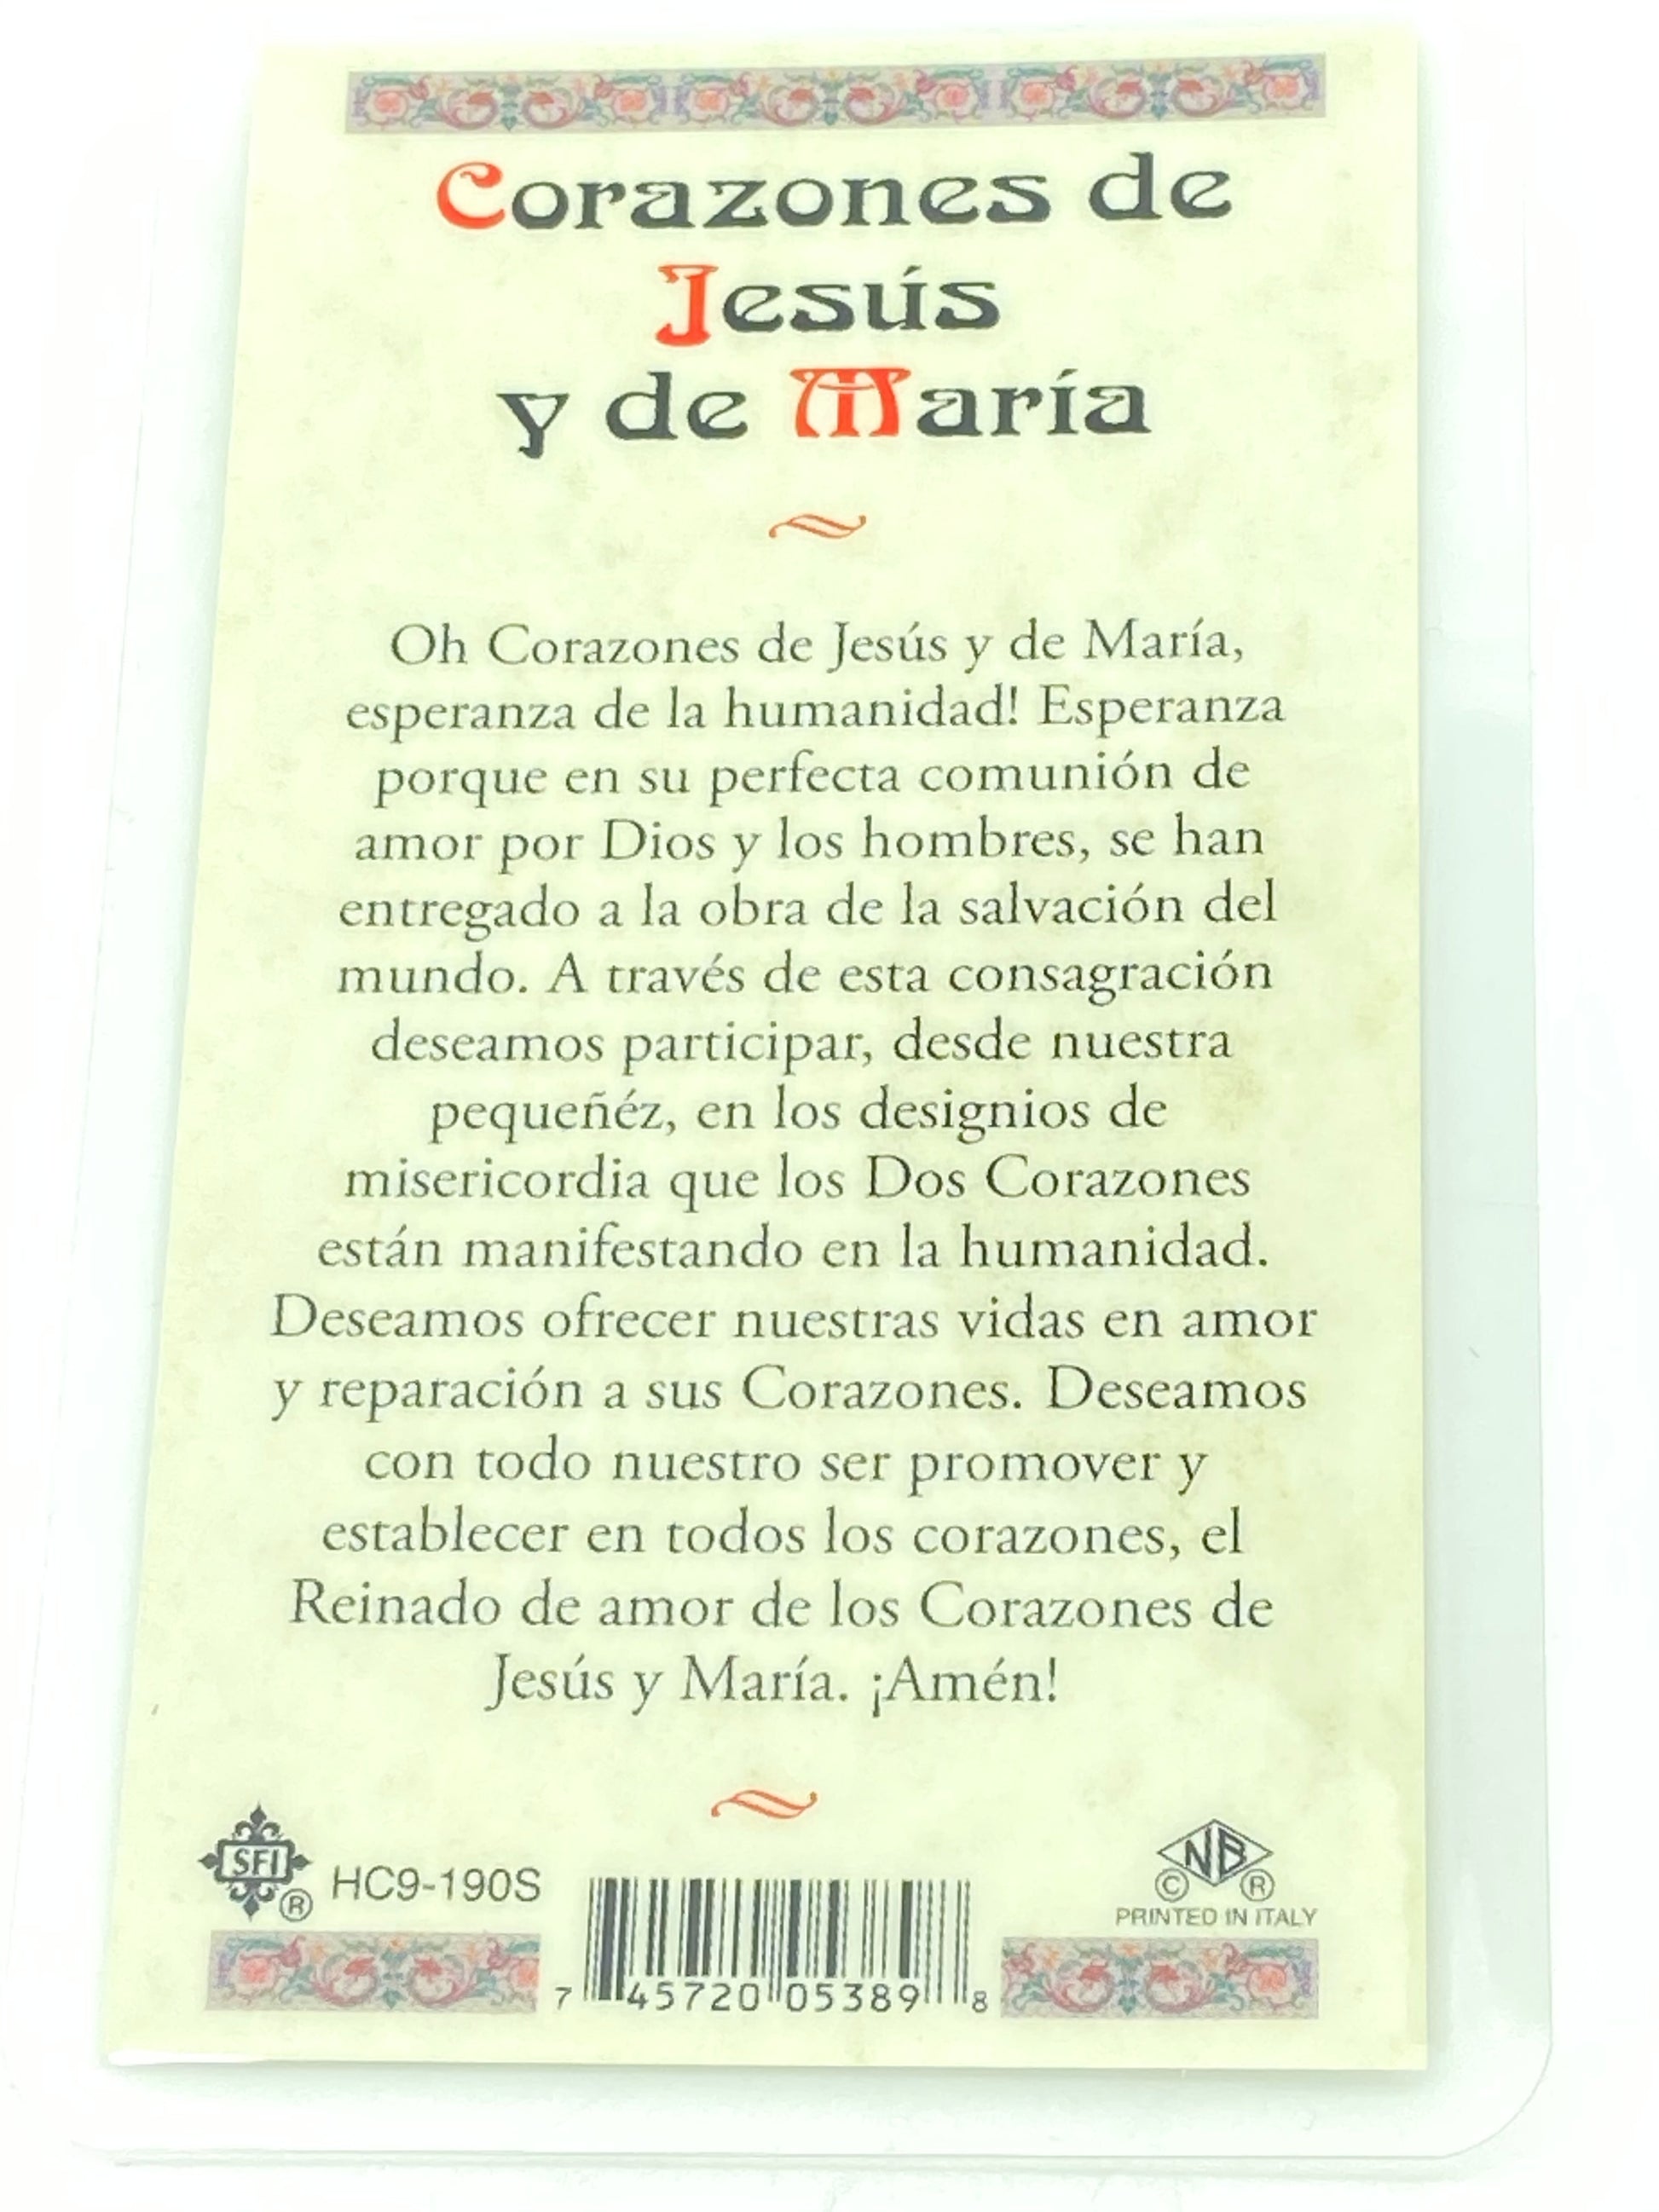 Corazones de
Jesús
y de María
Oh Corazones de Jesús y de María,
esperanza de la humanidad! Esperanza
porque en su perfecta comunión de
amor por Dios y los hombres, se han
entregado a la obra de la salvación del
mundo. A través de esta consagración
deseamos participar, desde nuestra
pequeñéz, en los designios de
misericordia que los Dos Corazones
están manifestando en la humanidad.
Deseamos ofrecer nuestras vidas en amor
y reparación a sus Corazones. Deseamos
con todo nuestro ser promover y
establecer en todos los corazones, el
Reinado de amor de los Corazones de
Jesús y María. ¡Amén!
SFI ® HC9-190S
NB
© ®
PRINTED IN ITALY
7 45720 05389 8